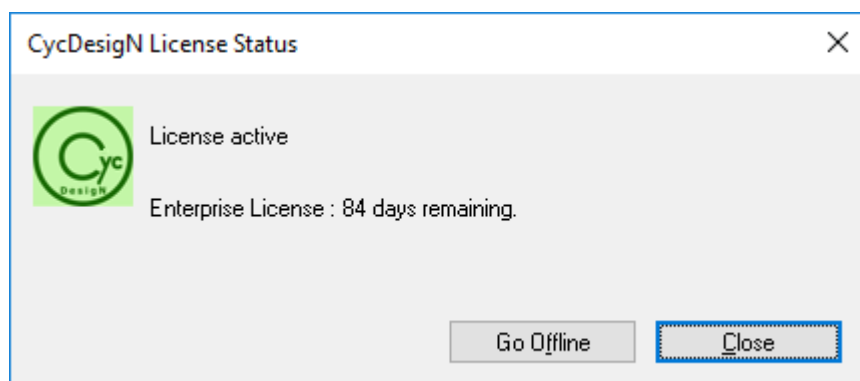 CycDesigN License Status
Cyc
DesigN
License active
Enterprise License : 84 days remaining.
Go Offline
Close